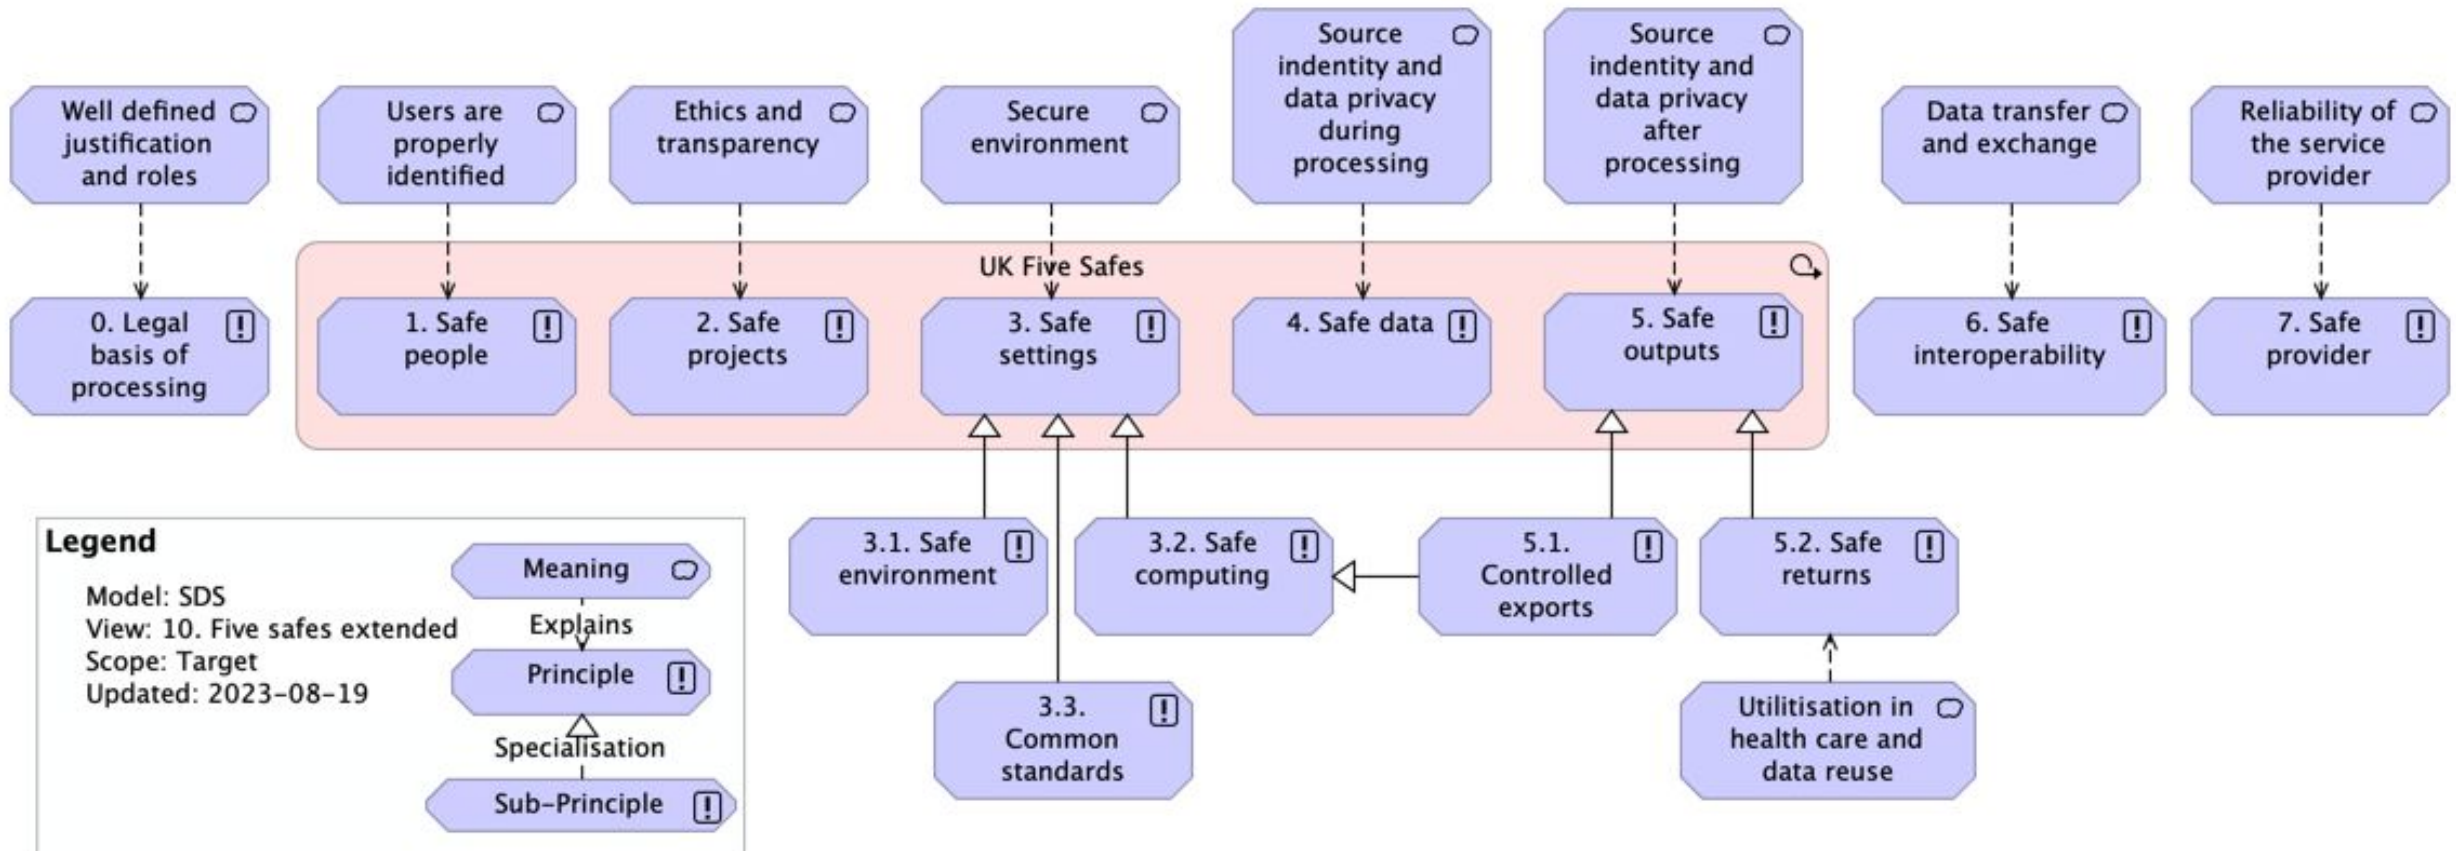 Well defined
justification
and roles
Users are
properly
identified
Ethics and
transparency
Secure
environment
Source
indentity and
data privacy
during
processing
Source
indentity and
data privacy
after
processing
Data transfer
and exchange
Reliability of
the service
provider
UK Five Safes
0. Legal
basis of
processing
1. Safe
people
2. Safe
projects
3. Safe
settings
4. Safe data
5. Safe
outputs
6. Safe
interoperability
7. Safe
provider
3.1. Safe
environment
3.2. Safe
computing
5.1.
Controlled
exports
5.2. Safe
returns
3.3.
Common
standards
Utilitisation in
health care and
data reuse
Legend
Model: SDS
View: 10. Five safes extended
Scope: Target
Updated: 2023-08-19
Meaning
Explains
Principle
Specialisation
Sub-Principle